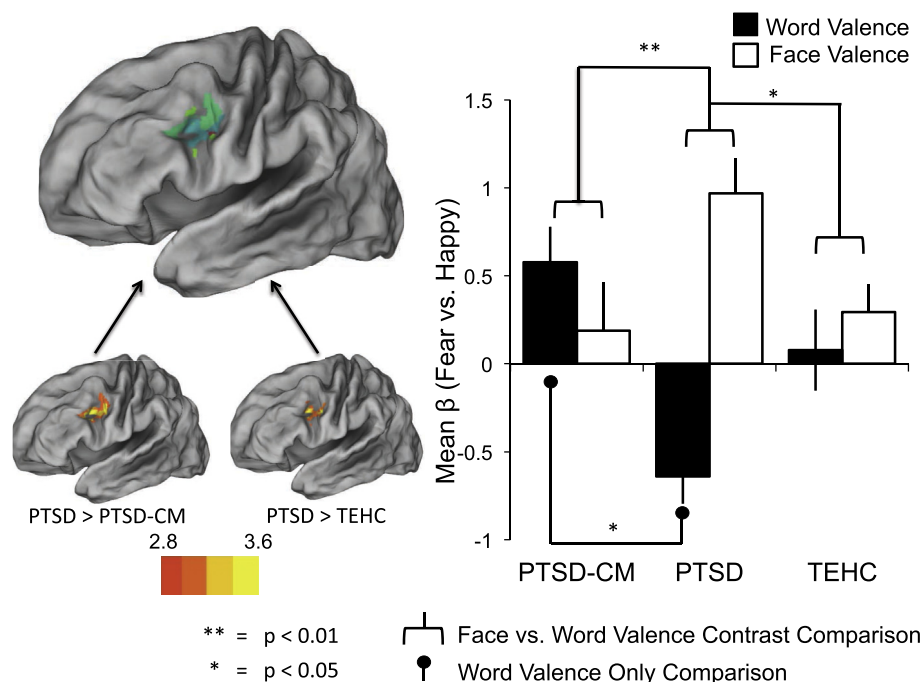 Word Valence
Face Valence
**
*
1.5
1
0.5
0
-0.5
-1
Mean β (Fear vs. Happy)
*
PTSD-CM PTSD TEHC
PTSD > PTSD-CM PTSD > TEHC
2.8 3.6
** = p < 0.01
* = p < 0.05
Face vs. Word Valence Contrast Comparison
Word Valence Only Comparison